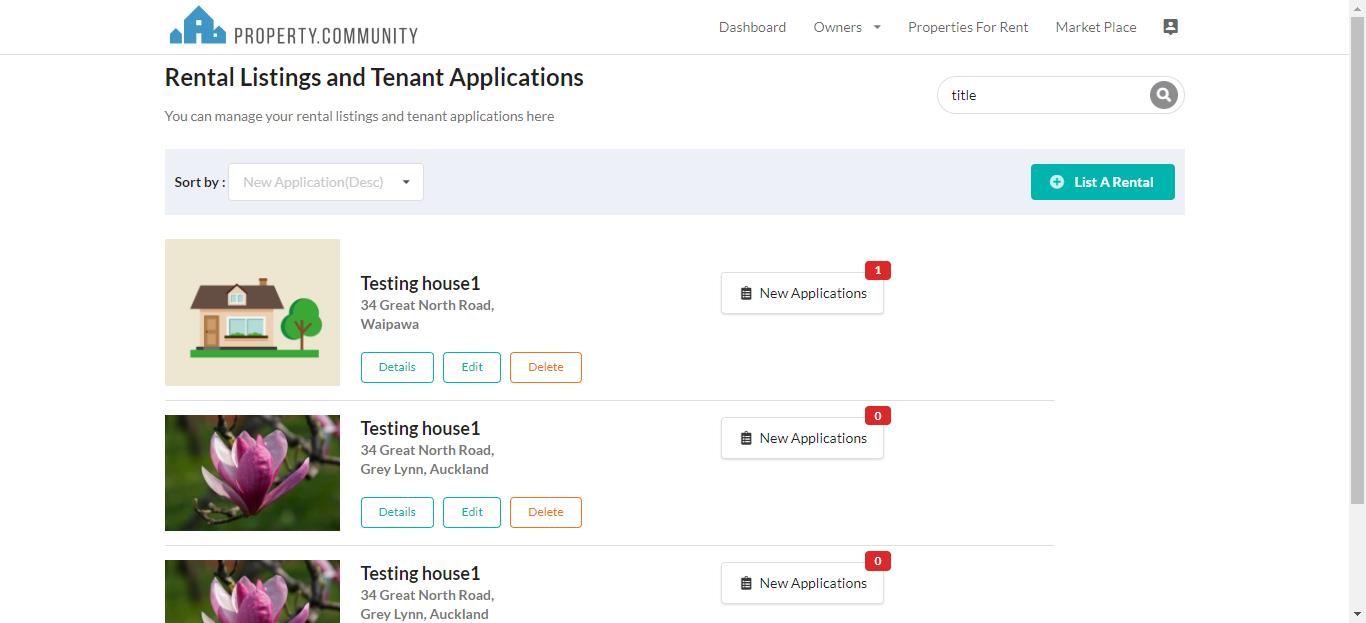 PROPERTY.COMMUNITY
Dashboard Owners Properties For Rent Market Place
Rental Listings and Tenant Applications
title
You can manage your rental listings and tenant applications here
Sort by : New Application(Desc)
List A Rental
Testing house1
34 Great North Road,
Waipawa
1
New Applications
Details Edit Delete
Testing house1
34 Great North Road,
Grey Lynn, Auckland
0
New Applications
Details Edit Delete
Testing house1
34 Great North Road,
Grey Lynn, Auckland
0
New Applications